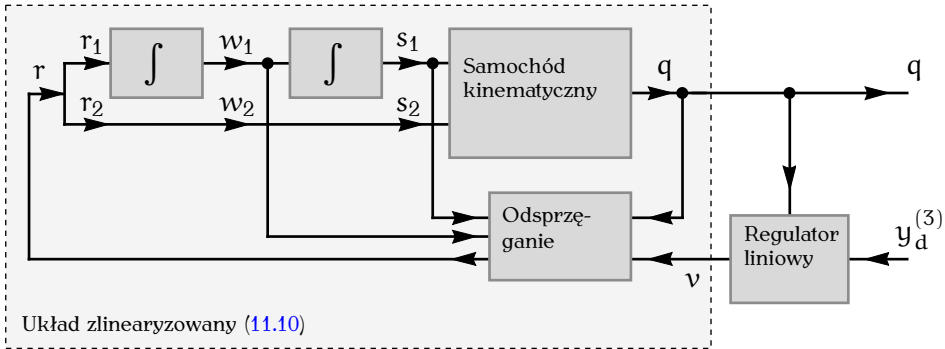 r
r1
∫
w1
∫
s1
r2
w2
s2
Samochód
kinematyczny
q
q
Odsprzę-
ganie
v
Regulator
liniowy
y_d^(3)
Układ zlinearyzowany (11.10)